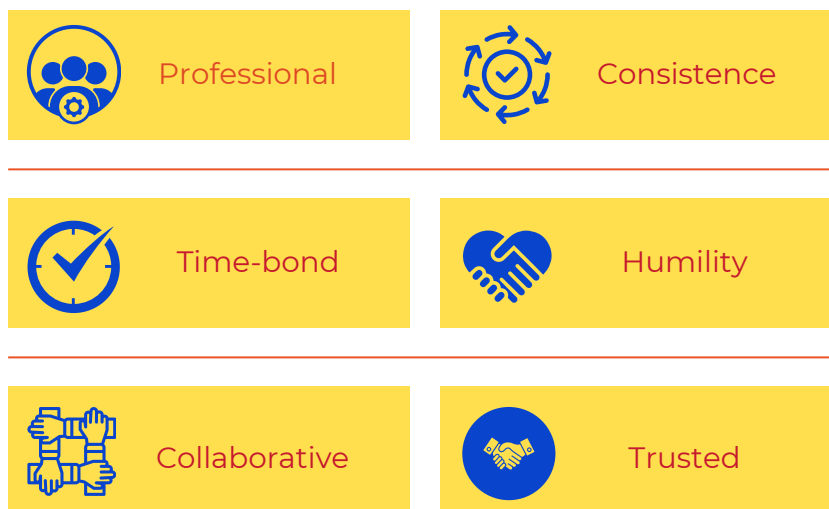 Professional
Consistence
Time-bond
Humility
Collaborative
Trusted